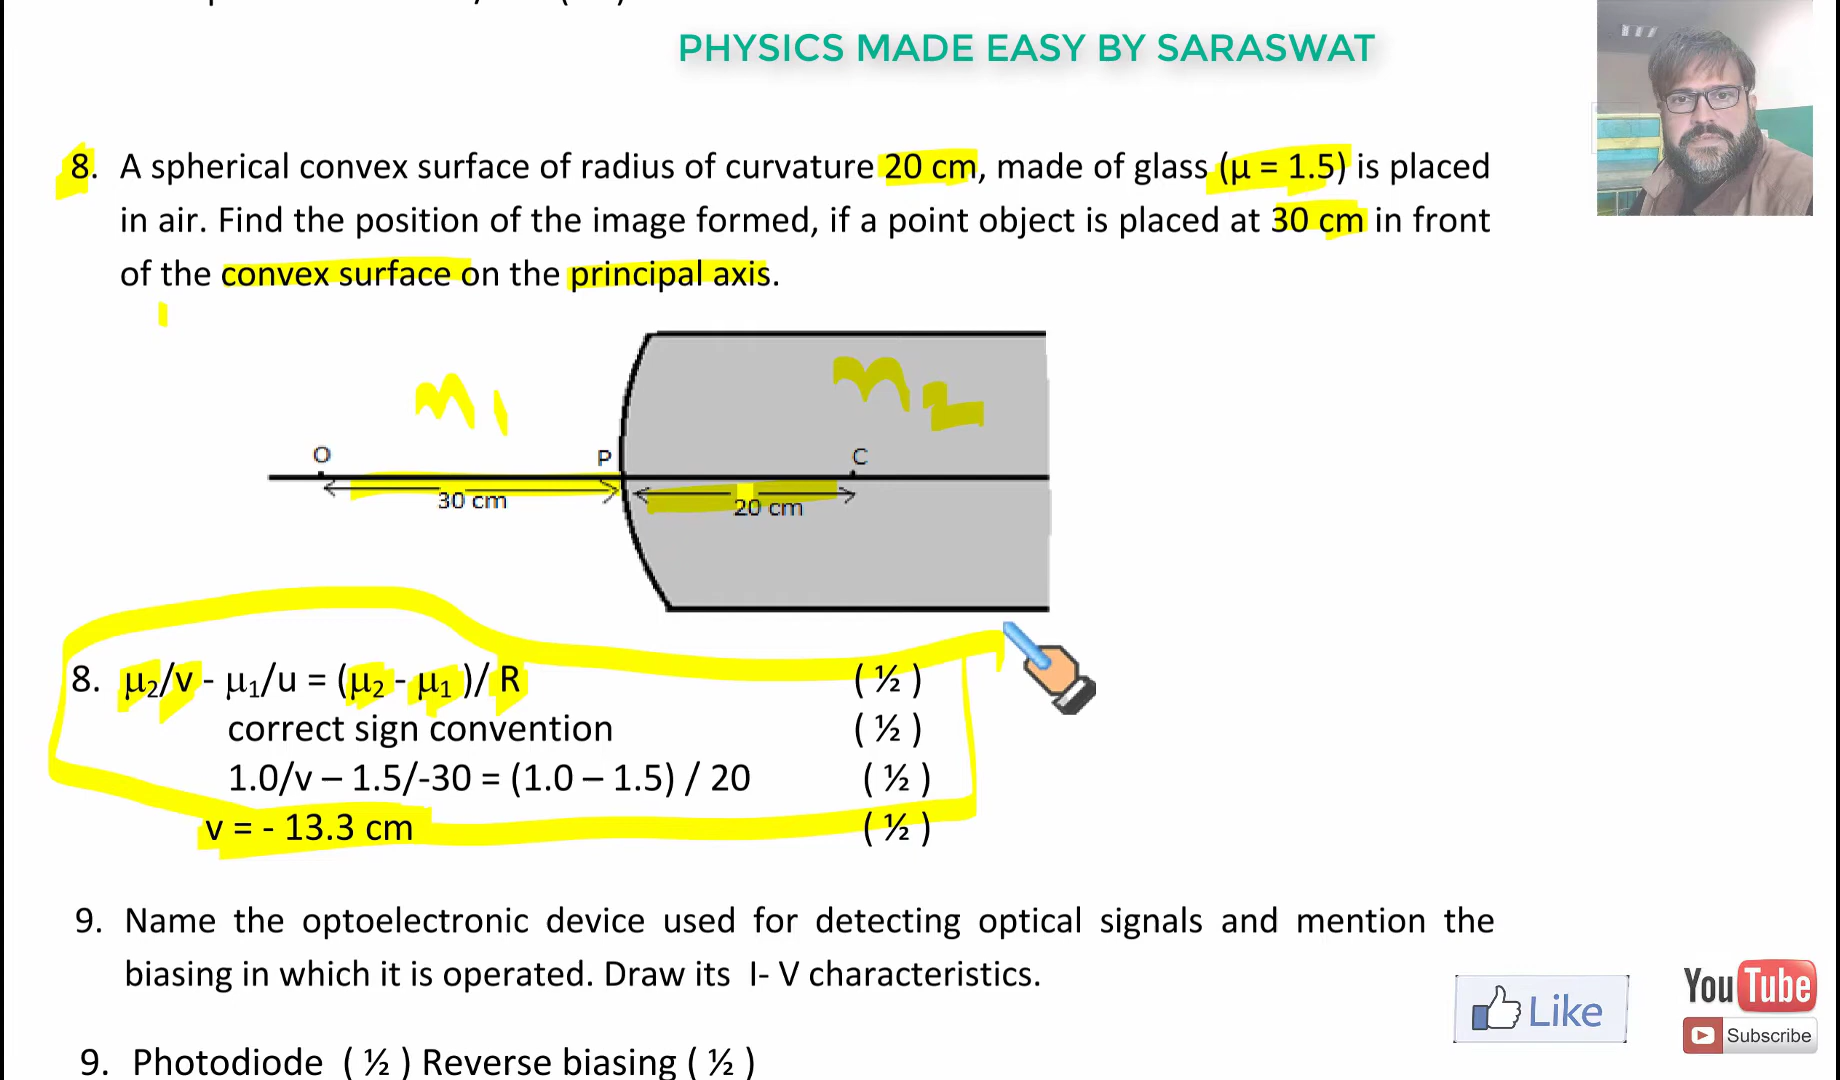 PHYSICS MADE EASY BY SARASWAT
8. A spherical convex surface of radius of curvature 20 cm, made of glass (μ = 1.5) is placed
in air. Find the position of the image formed, if a point object is placed at 30 cm in front
of the convex surface on the principal axis.
m1 m2
O P C
30 cm 20 cm
8. μ₂/v - μ₁/u = (μ₂ - μ₁ )/ R ( ½ )
correct sign convention ( ½ )
1.0/v – 1.5/-30 = (1.0 – 1.5) / 20 ( ½ )
v = - 13.3 cm ( ½ )
9. Name the optoelectronic device used for detecting optical signals and mention the
biasing in which it is operated. Draw its I- V characteristics.
Like
YouTube
Subscribe
9. Photodiode ( ½ ) Reverse biasing ( ½ )